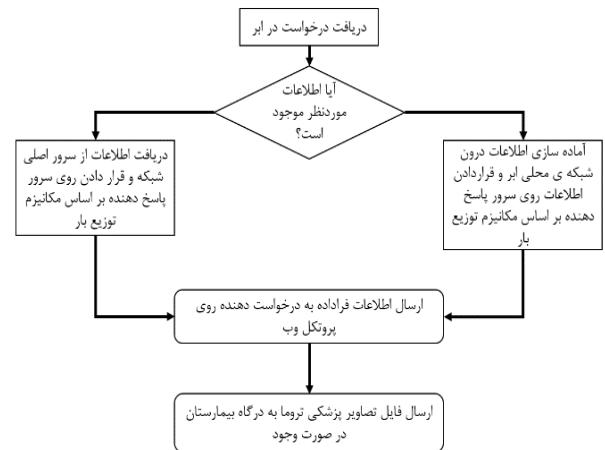 دریافت درخواست در ابر
آیا اطلاعات
موردنظر موجود
است؟
آماده سازی اطلاعات درون
شبکه ی محلی ابر و قراردادن
اطلاعات روی سرور پاسخ
دهنده بر اساس مکانیزم توزیع
بار
دریافت اطلاعات از سرور اصلی
شبکه و قرار دادن روی سرور
پاسخ دهنده بر اساس مکانیزم
توزیع بار
ارسال اطلاعات فراداده به درخواست دهنده روی
پروتکل وب
ارسال فایل تصاویر پزشکی تروما به درگاه بیمارستان
در صورت وجود